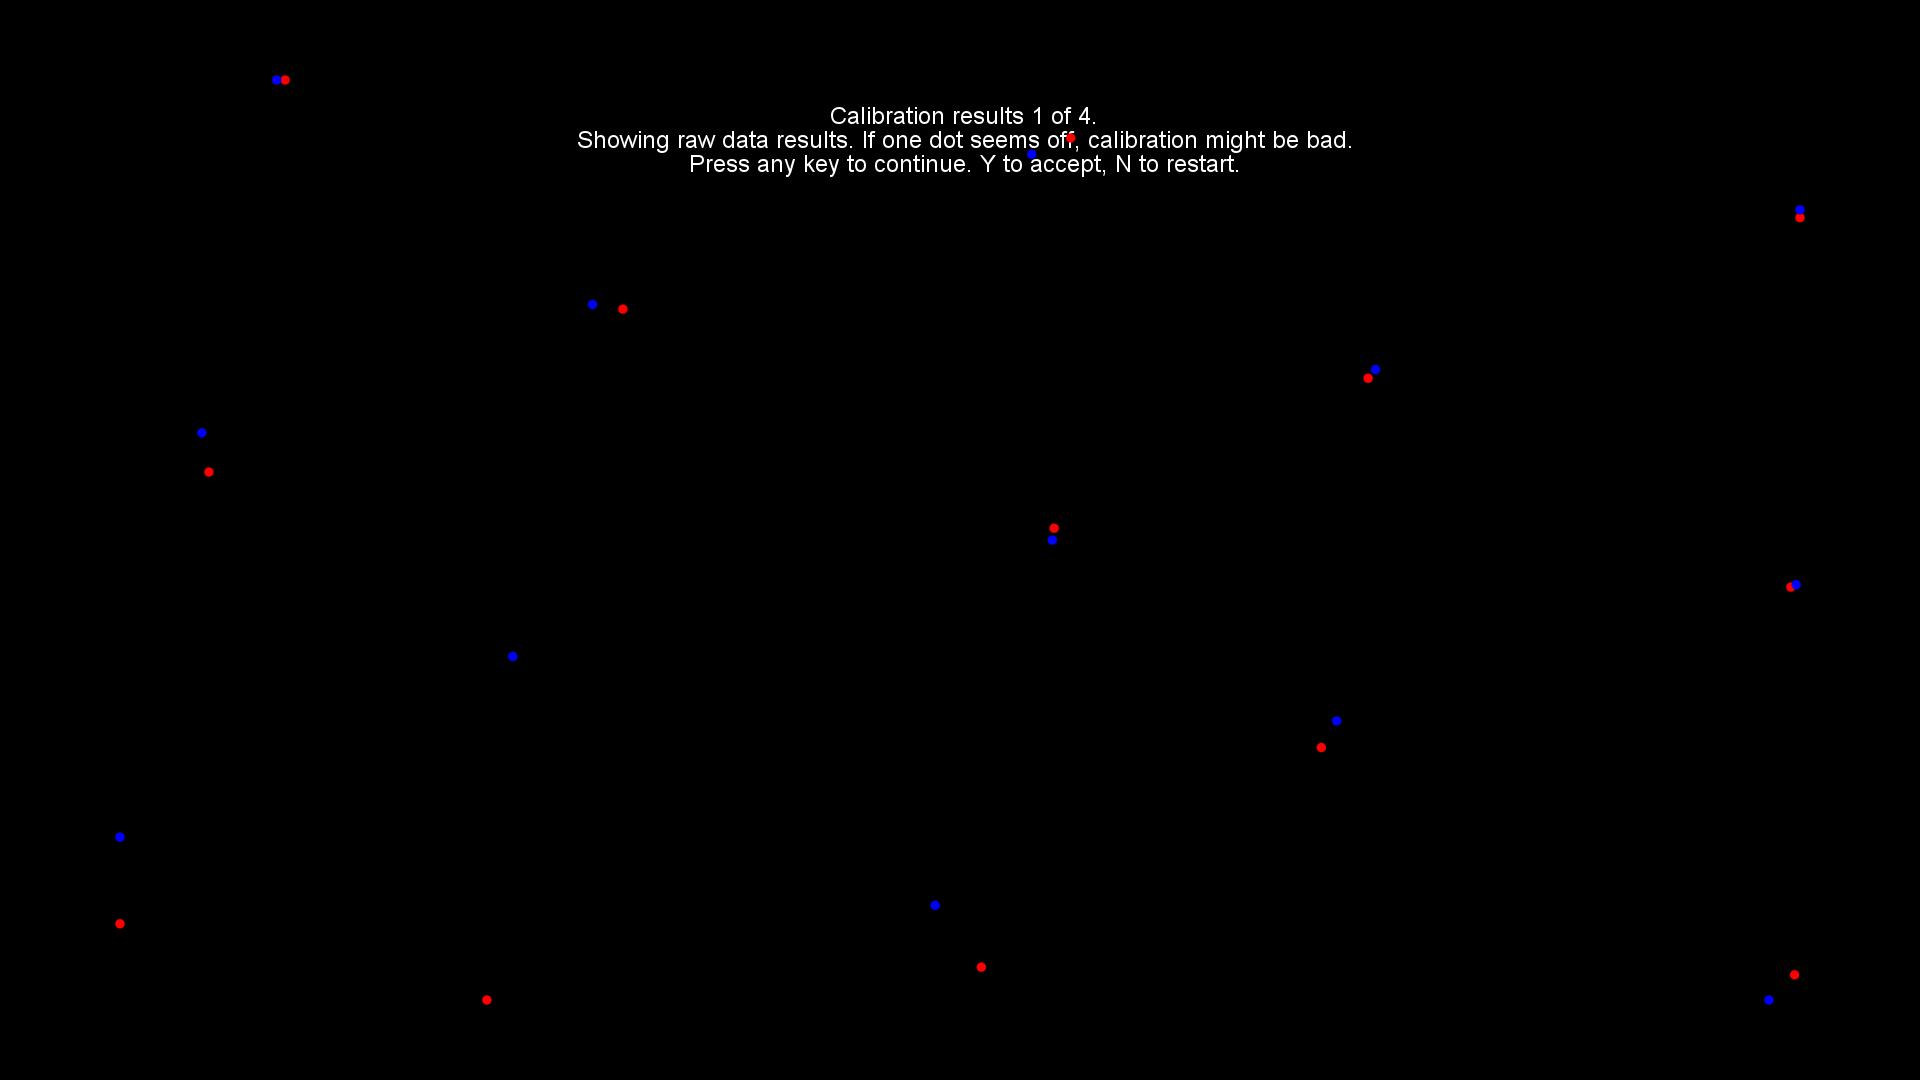 Calibration results 1 of 4.
Showing raw data results. If one dot seems off, calibration might be bad.
Press any key to continue. Y to accept, N to restart.